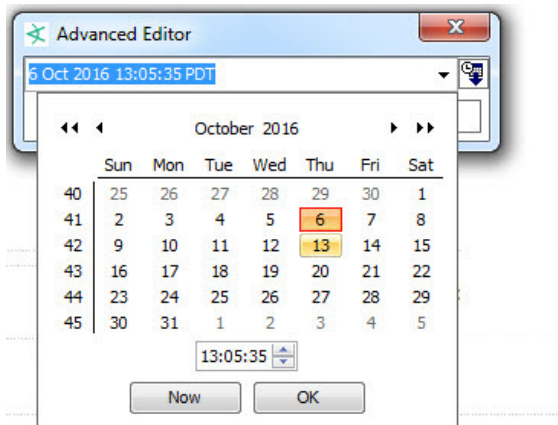 Advanced Editor
6 Oct 2016 13:05:35 PDT
October 2016
Sun Mon Tue Wed Thu Fri Sat
40 25 26 27 28 29 30 1
41 2 3 4 5 6 7 8
42 9 10 11 12 13 14 15
43 16 17 18 19 20 21 22
44 23 24 25 26 27 28 29
45 30 31 1 2 3 4 5
13:05:35
Now OK